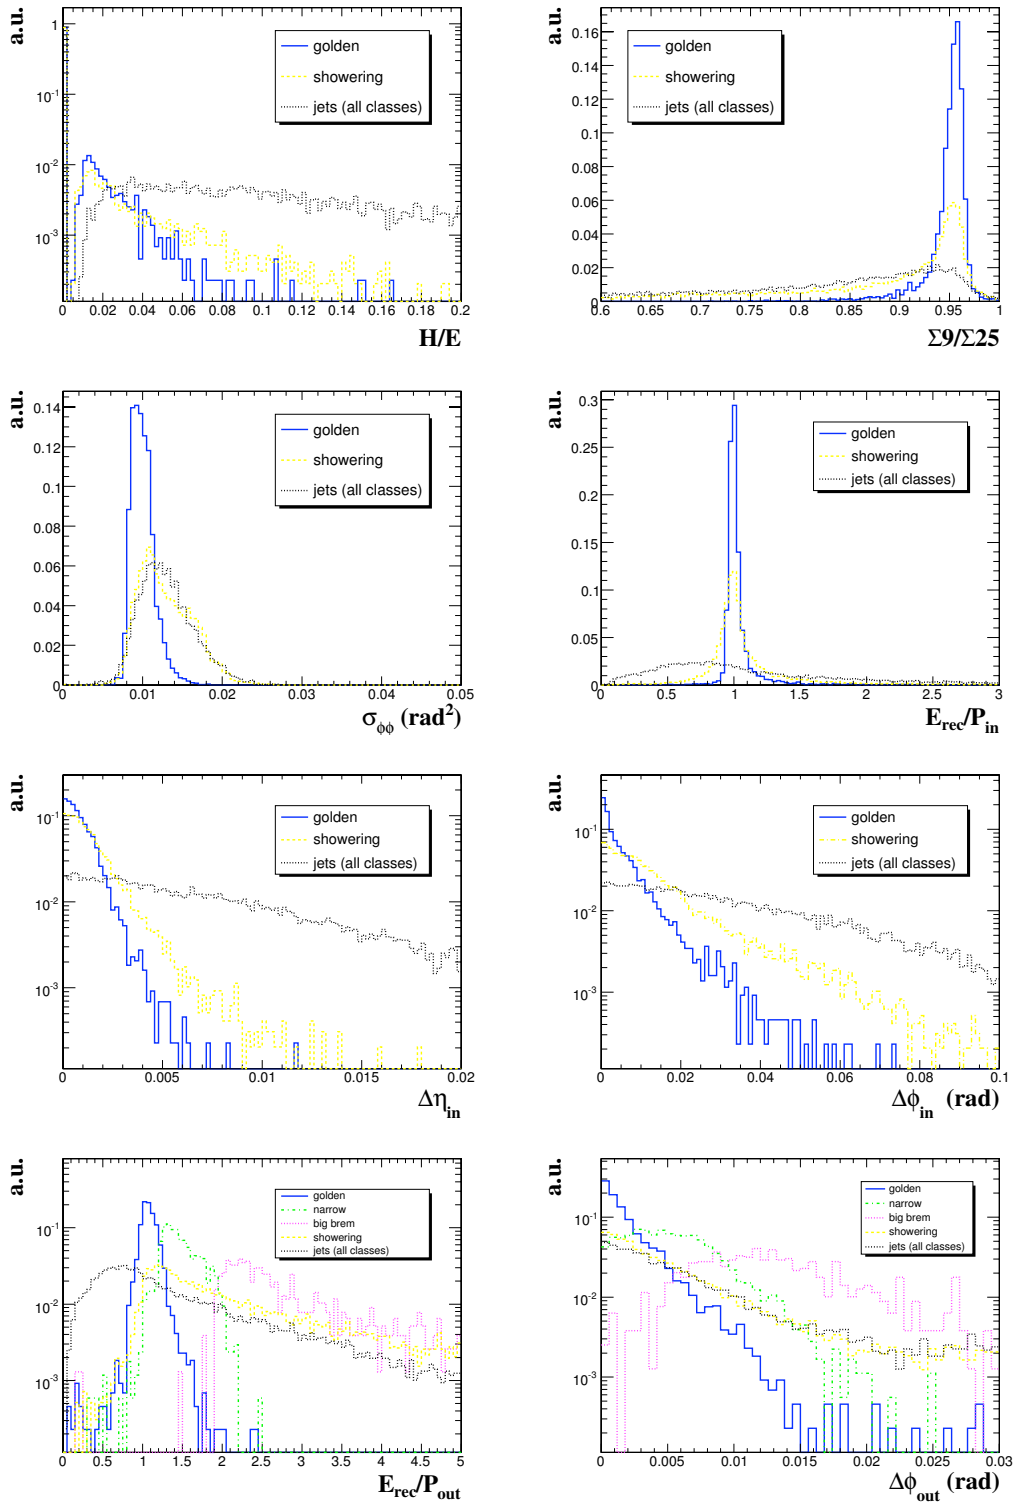 a.u.
1
10^-1
10^-2
10^-3
0 0.02 0.04 0.06 0.08 0.1 0.12 0.14 0.16 0.18 0.2
H/E
golden
showering
jets (all classes)
a.u.
0.16
0.14
0.12
0.1
0.08
0.06
0.04
0.02
0
0.6 0.65 0.7 0.75 0.8 0.85 0.9 0.95 1
Σ9/Σ25
golden
showering
jets (all classes)
a.u.
0.14
0.12
0.1
0.08
0.06
0.04
0.02
0
0 0.01 0.02 0.03 0.04 0.05
σ_ϕϕ (rad²)
golden
showering
jets (all classes)
a.u.
0.3
0.25
0.2
0.15
0.1
0.05
0
0 0.5 1 1.5 2 2.5 3
E_rec/P_in
golden
showering
jets (all classes)
a.u.
10^-1
10^-2
10^-3
0 0.005 0.01 0.015 0.02
Δη_in
golden
showering
jets (all classes)
a.u.
10^-1
10^-2
10^-3
0 0.02 0.04 0.06 0.08 0.1
Δϕ_in (rad)
golden
showering
jets (all classes)
a.u.
10^-1
10^-2
10^-3
0 0.5 1 1.5 2 2.5 3 3.5 4 4.5 5
E_rec/P_out
golden
narrow
big brem
showering
jets (all classes)
a.u.
10^-1
10^-2
10^-3
0 0.005 0.01 0.015 0.02 0.025 0.03
Δϕ_out (rad)
golden
narrow
big brem
showering
jets (all classes)